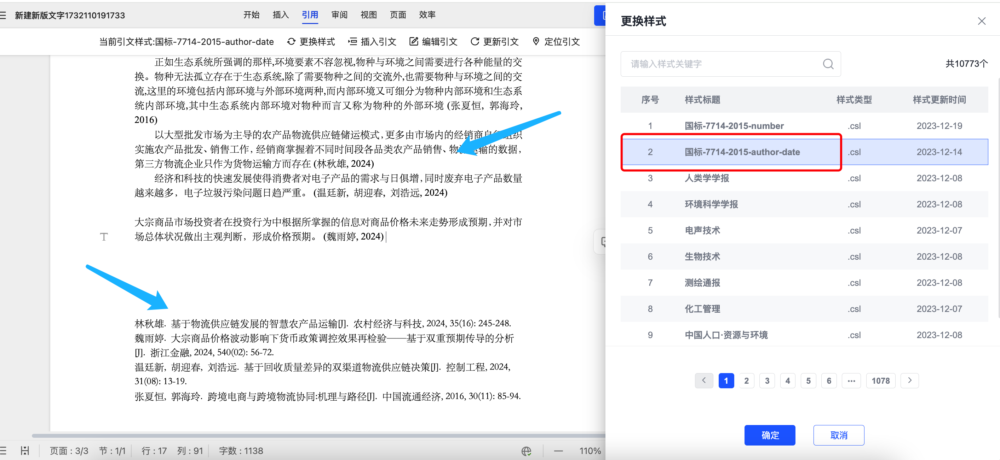 新建新版文字1732110191733
开始 插入 引用 审阅 视图 页面 效率
当前引文样式:国标-7714-2015-author-date 更换样式 插入引文 编辑引文 更新引文 定位引文
正如生态系统所强调的那样,环境要素不容忽视,物种与环境之间需要进行各种能量的交
换。物种无法孤立存在于生态系统,除了需要物种之间的交流外,也需要物种与环境之间的交
流,这里的环境包括内部环境与外部环境两种,而内部环境又可细分为物种内部环境和生态系
统内部环境,其中生态系统内部环境对物种而言又称为物种的外部环境 (张夏恒, 郭海玲,
2016)
以大型批发市场为主导的农产品物流供应链储运模式,更多由市场内的经销商自行组织
实施农产品批发、销售工作, 经销商掌握着不同时间段各品类农产品销售、物流运输的数据,
第三方物流企业只作为货物运输方而存在 (林秋雄, 2024)
经济和科技的快速发展使得消费者对电子产品的需求与日俱增,同时废弃电子产品数量
越来越多, 电子垃圾污染问题日趋严重。 (温廷新, 胡迎春, 刘浩远, 2024)
大宗商品市场投资者在投资行为中根据所掌握的信息对商品价格未来走势形成预期,并对市
场总体状况做出主观判断, 形成价格预期。 (魏雨婷, 2024)
林秋雄. 基于物流供应链发展的智慧农产品运输[J]. 农村经济与科技, 2024, 35(16): 245-248.
魏雨婷. 大宗商品价格波动影响下货币政策调控效果再检验——基于双重预期传导的分析
[J]. 浙江金融, 2024, 540(02): 56-72.
温廷新, 胡迎春, 刘浩远. 基于回收质量差异的双渠道物流供应链决策[J]. 控制工程, 2024,
31(08): 13-19.
张夏恒, 郭海玲. 跨境电商与跨境物流协同:机理与路径[J]. 中国流通经济, 2016, 30(11): 85-94.
页面 : 3/3 节 : 1/1 行 : 17 列 : 91 字数 : 1138 110%
更换样式
请输入样式关键字 共10773个
序号 样式标题 样式类型 样式更新时间
1 国标-7714-2015-number .csl 2023-12-19
2 国标-7714-2015-author-date .csl 2023-12-14
3 人类学学报 .csl 2023-12-08
4 环境科学学报 .csl 2023-12-08
5 电声技术 .csl 2023-12-07
6 生物技术 .csl 2023-12-08
7 测绘通报 .csl 2023-12-08
8 化工管理 .csl 2023-12-07
9 中国人口·资源与环境 .csl 2023-12-08
1 2 3 4 5 6 ··· 1078
确定 取消